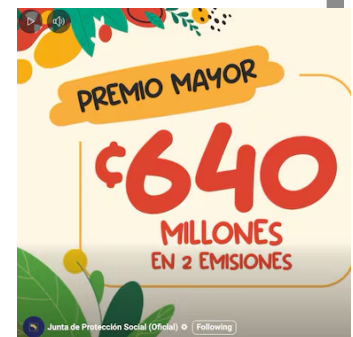 PREMIO MAYOR
¢640
MILLONES
EN 2 EMISIONES
Junta de Protección Social (Oficial) Following